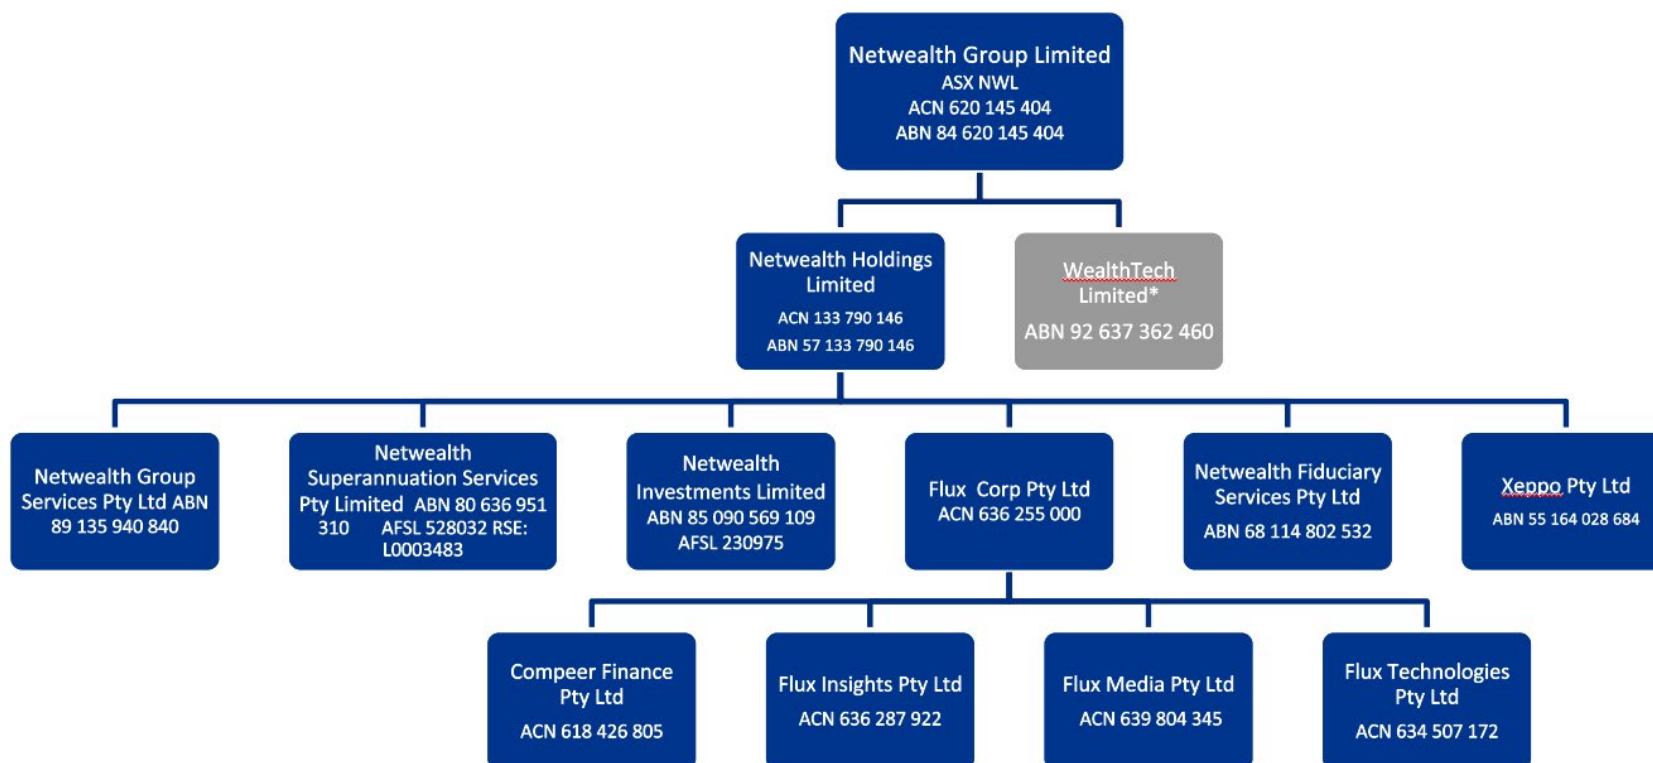 Netwealth Group Limited
ASX NWL
ACN 620 145 404
ABN 84 620 145 404
Netwealth Holdings
Limited
ACN 133 790 146
ABN 57 133 790 146
WealthTech
Limited*
ABN 92 637 362 460
Netwealth Group
Services Pty Ltd ABN
89 135 940 840
Netwealth
Superannuation Services
Pty Limited ABN 80 636 951
310 AFSL 528032 RSE:
L0003483
Netwealth
Investments Limited
ABN 85 090 569 109
AFSL 230975
Flux Corp Pty Ltd
ACN 636 255 000
Netwealth Fiduciary
Services Pty Ltd
ABN 68 114 802 532
Xeppo Pty Ltd
ABN 55 164 028 684
Compeer Finance
Pty Ltd
ACN 618 426 805
Flux Insights Pty Ltd
ACN 636 287 922
Flux Media Pty Ltd
ACN 639 804 345
Flux Technologies
Pty Ltd
ACN 634 507 172